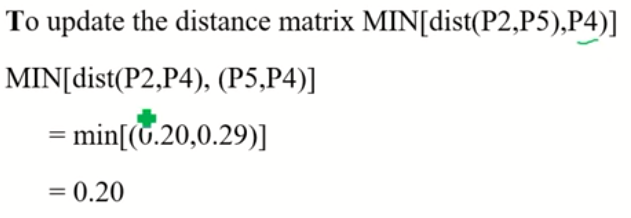 To update the distance matrix MIN[dist(P2,P5),P4)]
MIN[dist(P2,P4), (P5,P4)]
= min[(0.20,0.29)]
= 0.20